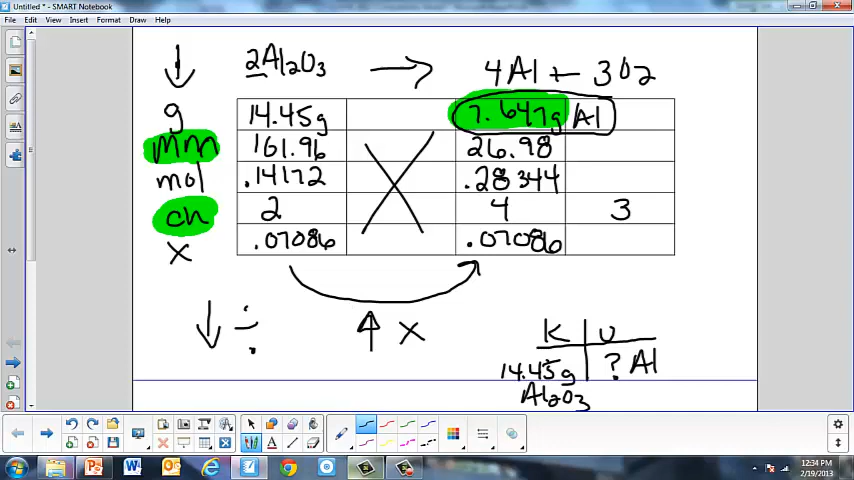 Untitled * - SMART Notebook
File Edit View Insert Format Draw Help
2Al2O3 → 4Al + 3O2
g 14.45g 7.647g Al
mm 161.96 26.98
mol .14172 .28344
cn 2 4 3
x .07086 .07086
↓ ÷ ↑ x
K U
14.45g ? Al
Al2O3
12:34 PM
2/19/2013